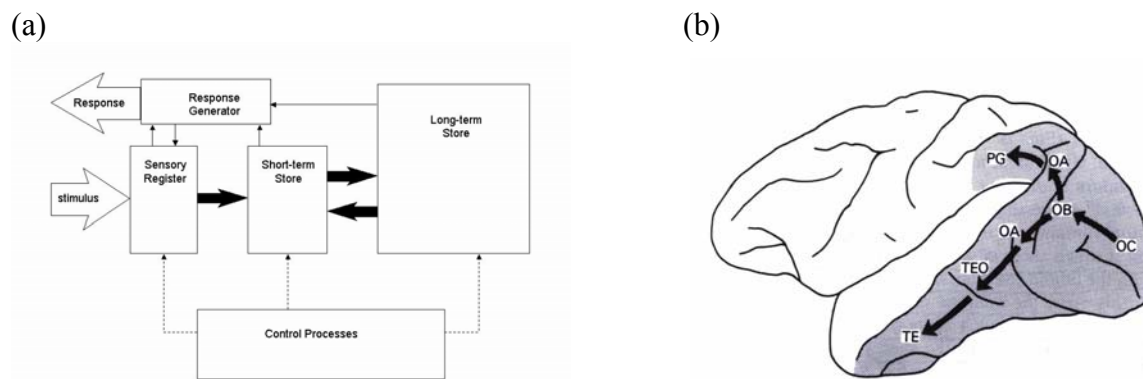 (a)
Response
Response
Generator
Long-term
Store
Sensory
Register
Short-term
Store
stimulus
Control Processes
(b)
PG
OA
OB
OA
OC
TEO
TE